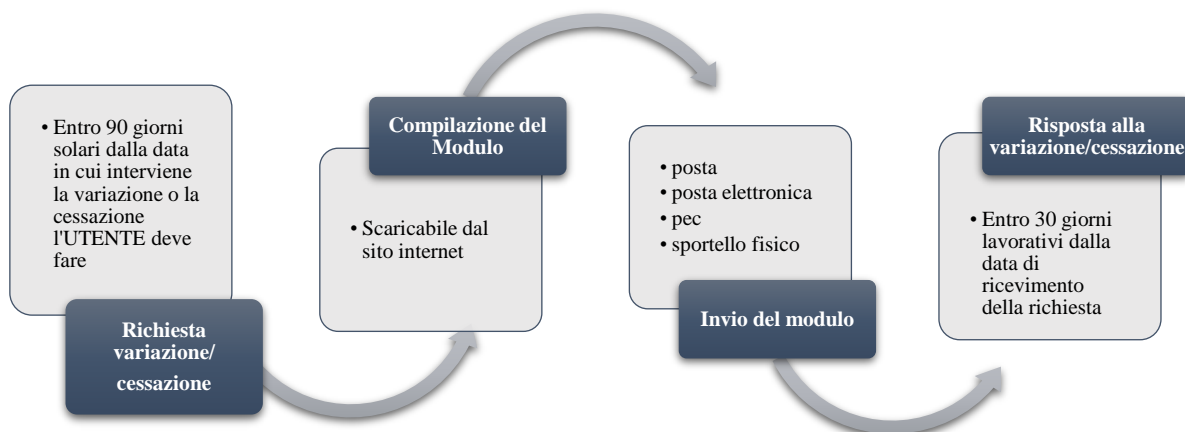 • Entro 90 giorni
solari dalla data
in cui interviene
la variazione o la
cessazione
l'UTENTE deve
fare
Richiesta
variazione/
cessazione
Compilazione del
Modulo
• Scaricabile dal
sito internet
• posta
• posta elettronica
• pec
• sportello fisico
Invio del modulo
Risposta alla
variazione/cessazione
• Entro 30 giorni
lavorativi dalla
data di
ricevimento
della richiesta